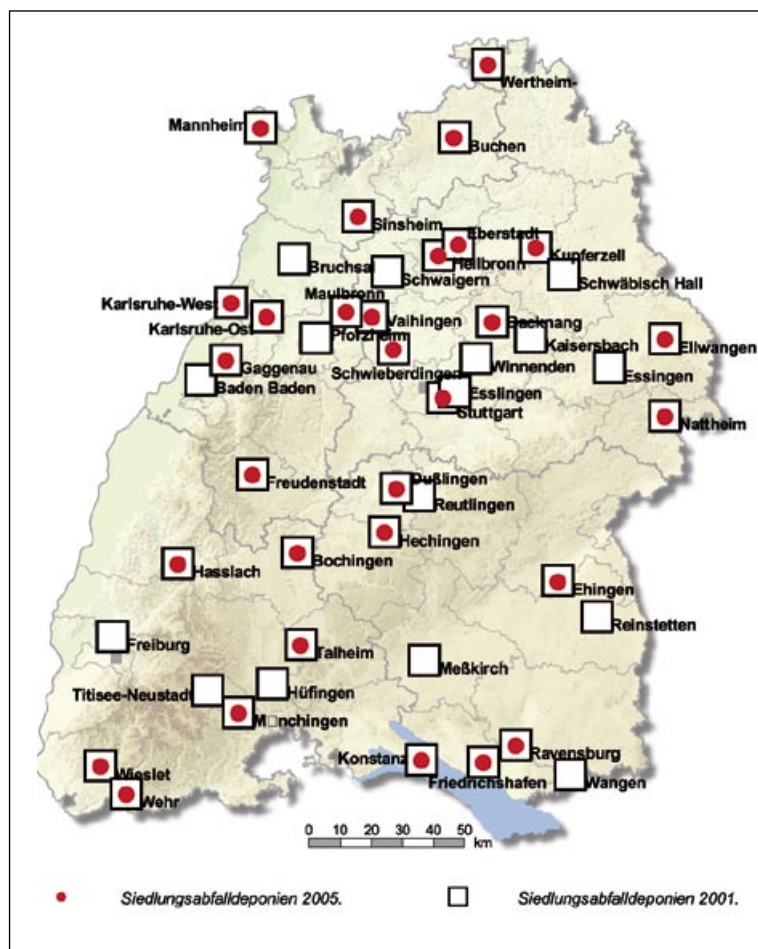 Wertheim-
Mannheim
Buchen
Sinsheim
Eberstadt
Heilbronn
Kupferzell
Bruchsal
Schwaigern
Schwäbisch Hall
Maulbronn
Karlsruhe-West
Karlsruhe-Ost
Vaihingen
Backnang
Pforzheim
Kaisersbach
Ellwangen
Schwieberdingen
Winnenden
Gaggenau
Essingen
Baden Baden
Esslingen
Stuttgart
Nattheim
Freudenstadt
Dußlingen
Reutlingen
Hechingen
Bochingen
Hasslach
Ehingen
Reinstetten
Freiburg
Talheim
Meßkirch
Titisee-Neustadt
Hüfingen
M□nchingen
Ravensburg
Konstanz
Friedrichshafen
Wangen
Wieslet
Wehr
0 10 20 30 40 50
km
Siedlungsabfalldeponien 2005.
Siedlungsabfalldeponien 2001.